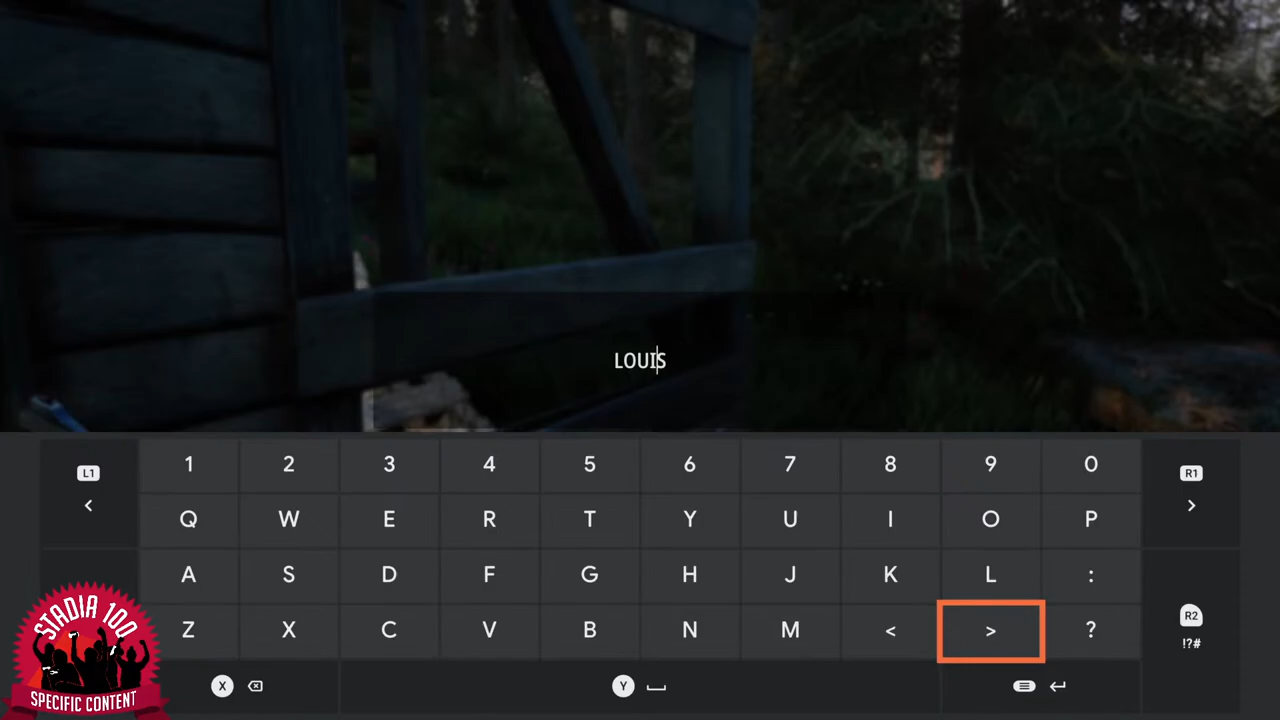 LOUIS
L1 1 2 3 4 5 6 7 8 9 0 R1
< Q W E R T Y U I O P >
A S D F G H J K L :
Z X C V B N M < > ? R2
!?#
X Y
STADIA 100
SPECIFIC CONTENT